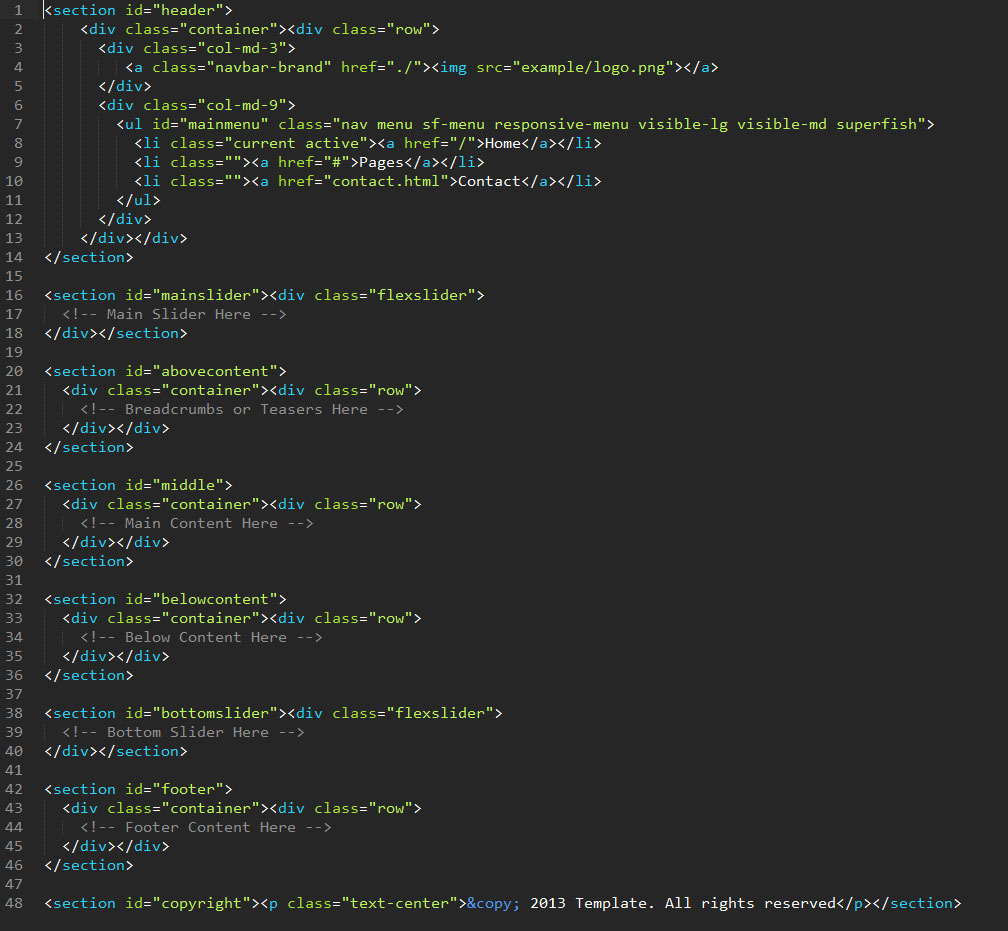 1 <section id="header">
2 <div class="container"><div class="row">
3 <div class="col-md-3">
4 <a class="navbar-brand" href="./"><img src="example/logo.png"></a>
5 </div>
6 <div class="col-md-9">
7 <ul id="mainmenu" class="nav menu sf-menu responsive-menu visible-lg visible-md superfish">
8 <li class="current active"><a href="/">Home</a></li>
9 <li class=""><a href="#">Pages</a></li>
10 <li class=""><a href="contact.html">Contact</a></li>
11 </ul>
12 </div>
13 </div></div>
14 </section>
15
16 <section id="mainslider"><div class="flexslider">
17 <!-- Main Slider Here -->
18 </div></section>
19
20 <section id="abovecontent">
21 <div class="container"><div class="row">
22 <!-- Breadcrumbs or Teasers Here -->
23 </div></div>
24 </section>
25
26 <section id="middle">
27 <div class="container"><div class="row">
28 <!-- Main Content Here -->
29 </div></div>
30 </section>
31
32 <section id="belowcontent">
33 <div class="container"><div class="row">
34 <!-- Below Content Here -->
35 </div></div>
36 </section>
37
38 <section id="bottomslider"><div class="flexslider">
39 <!-- Bottom Slider Here -->
40 </div></section>
41
42 <section id="footer">
43 <div class="container"><div class="row">
44 <!-- Footer Content Here -->
45 </div></div>
46 </section>
47
48 <section id="copyright"><p class="text-center">&copy; 2013 Template. All rights reserved</p></section>